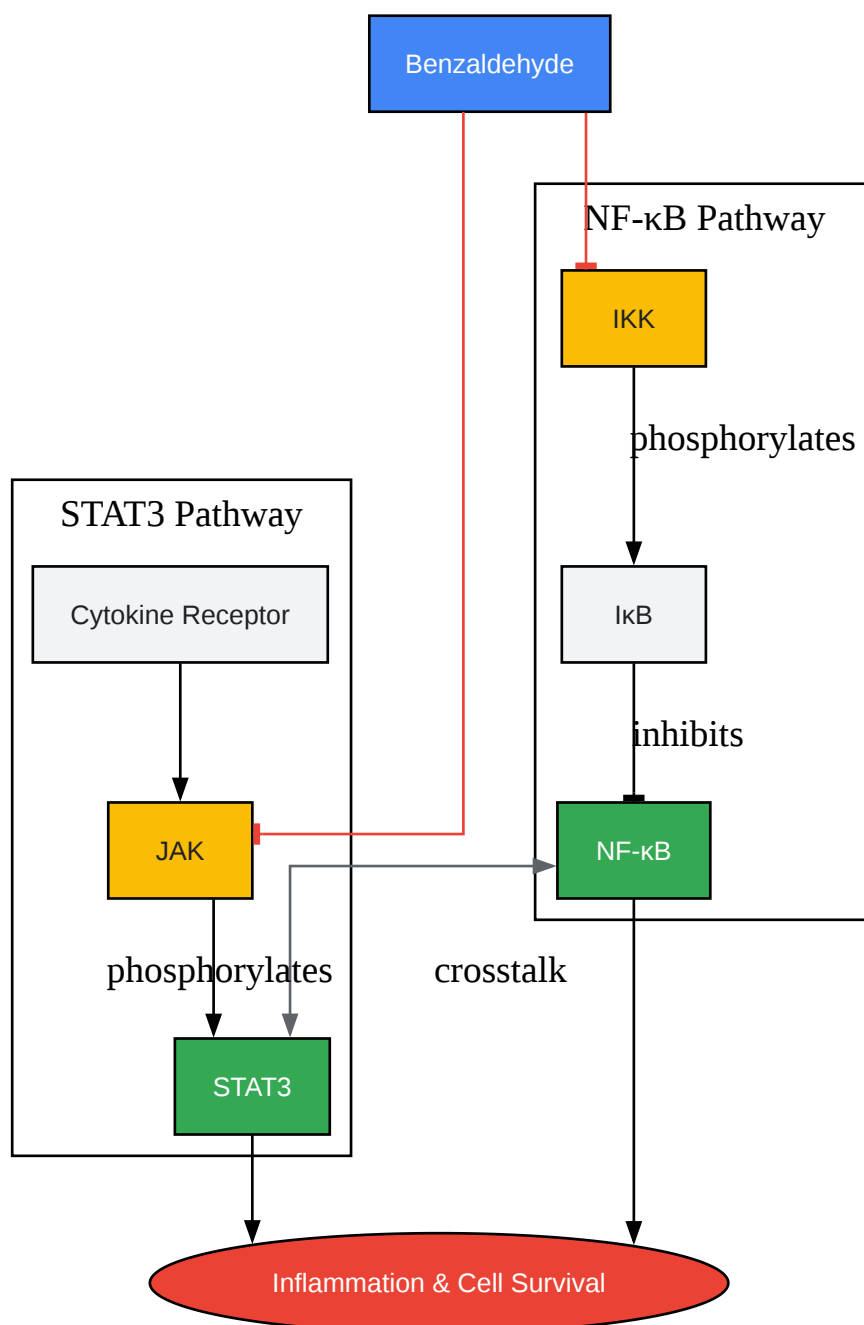 Benzaldehyde
NF-κB Pathway
IKK
phosphorylates
STAT3 Pathway
Cytokine Receptor
IκB
inhibits
JAK
NF-κB
phosphorylates
crosstalk
STAT3
Inflammation & Cell Survival